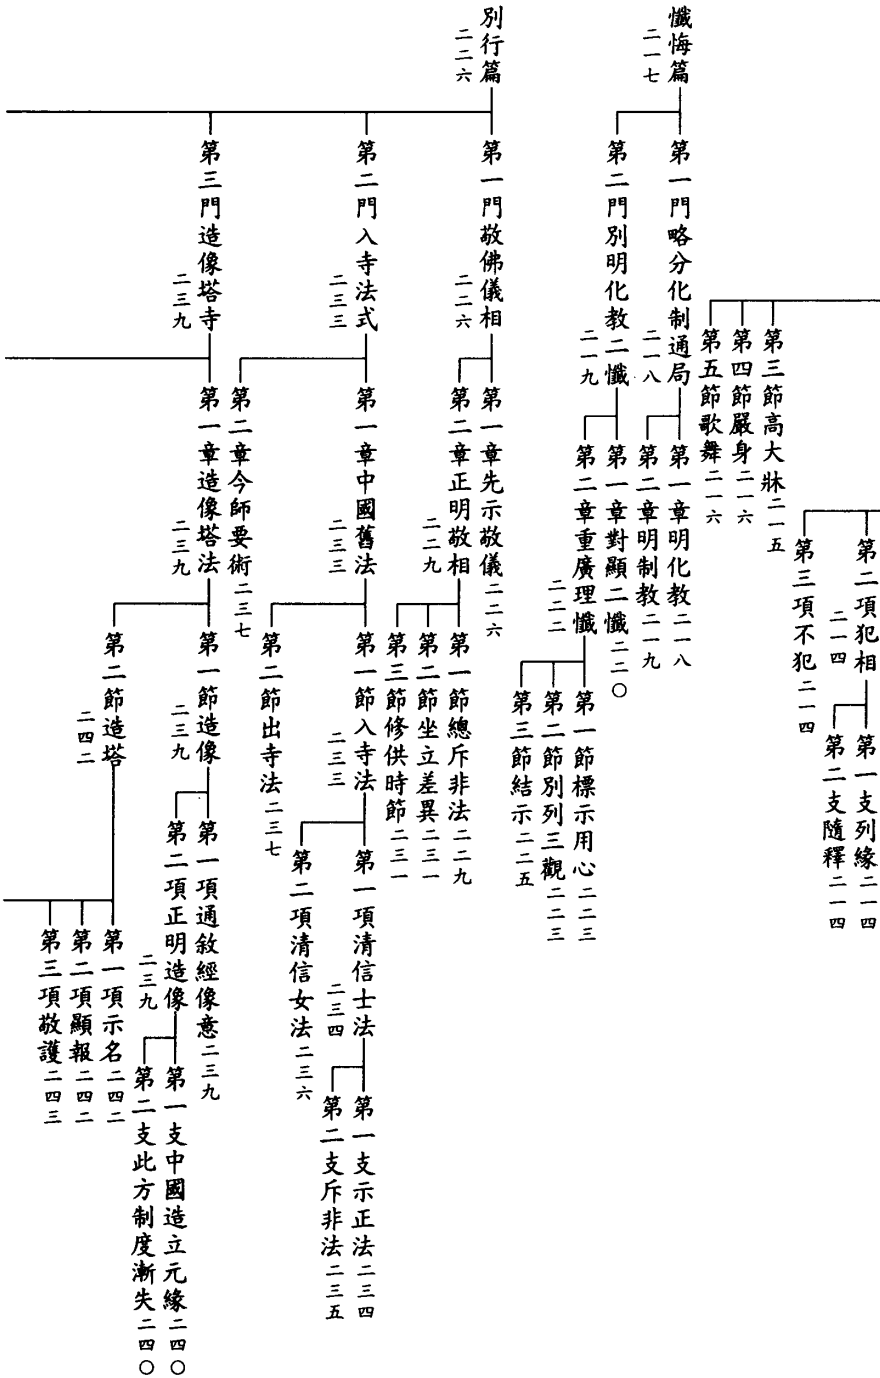 第三節高大牀二一五
第四節嚴身二一六
第五節歌舞二一六
第二項犯相二一四
第一支列緣二一四
第二支隨釋二一四
第三項不犯二一四
懺悔篇二一七
第一門略分化制通局二一八
第一章明化教二一八
第二章明制教二一九
第二門別明化教二懺二一九
第一章對顯二懺二二〇
第二章重廣理懺二二二
第一節標示用心二二三
第二節別列三觀二二三
第三節結示二二五
別行篇二二六
第一門敬佛儀相二二六
第一章先示敬儀二二六
第二章正明敬相二二九
第一節總斥非法二二九
第二節坐立差異二三一
第三節修供時節二三一
第二門入寺法式二三三
第一章中國舊法二三三
第一節入寺法二三三
第一項清信士法二三四
第一支示正法二三四
第二支斥非法二三五
第二項清信女法二三六
第二節出寺法二三七
第二章今師要術二三七
第三門造像塔寺二三九
第一章造像塔法二三九
第一節造像二三九
第一項通敘經像意二三九
第二項正明造像二三九
第一支中國造立元緣二四〇
第二支此方制度漸失二四〇
第二節造塔二四二
第一項示名二四二
第二項顯報二四二
第三項敬護二四三